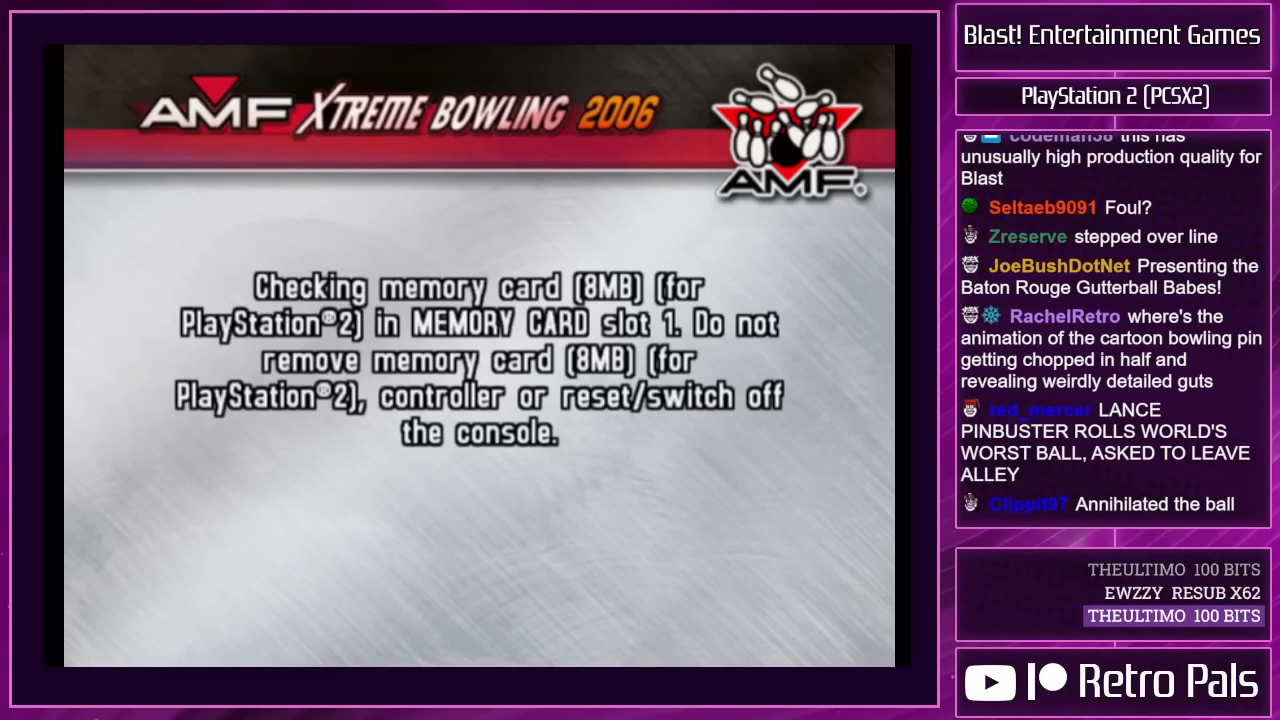 AMF XTREME BOWLING 2006
AMF®
Checking memory card (8MB) (for
PlayStation®2) in MEMORY CARD slot 1. Do not
remove memory card (8MB) (for
PlayStation®2), controller or reset/switch off
the console.
Blast! Entertainment Games
PlayStation 2 (PCSX2)
codeman38 this has
unusually high production quality for
Blast
Seltaeb9091 Foul?
Zreserve stepped over line
JoeBushDotNet Presenting the
Baton Rouge Gutterball Babes!
RachelRetro where's the
animation of the cartoon bowling pin
getting chopped in half and
revealing weirdly detailed guts
red_mercer LANCE
PINBUSTER ROLLS WORLD'S
WORST BALL, ASKED TO LEAVE
ALLEY
Clippit97 Annihilated the ball
THEULTIMO 100 BITS
EWZZY RESUB X62
THEULTIMO 100 BITS
Retro Pals